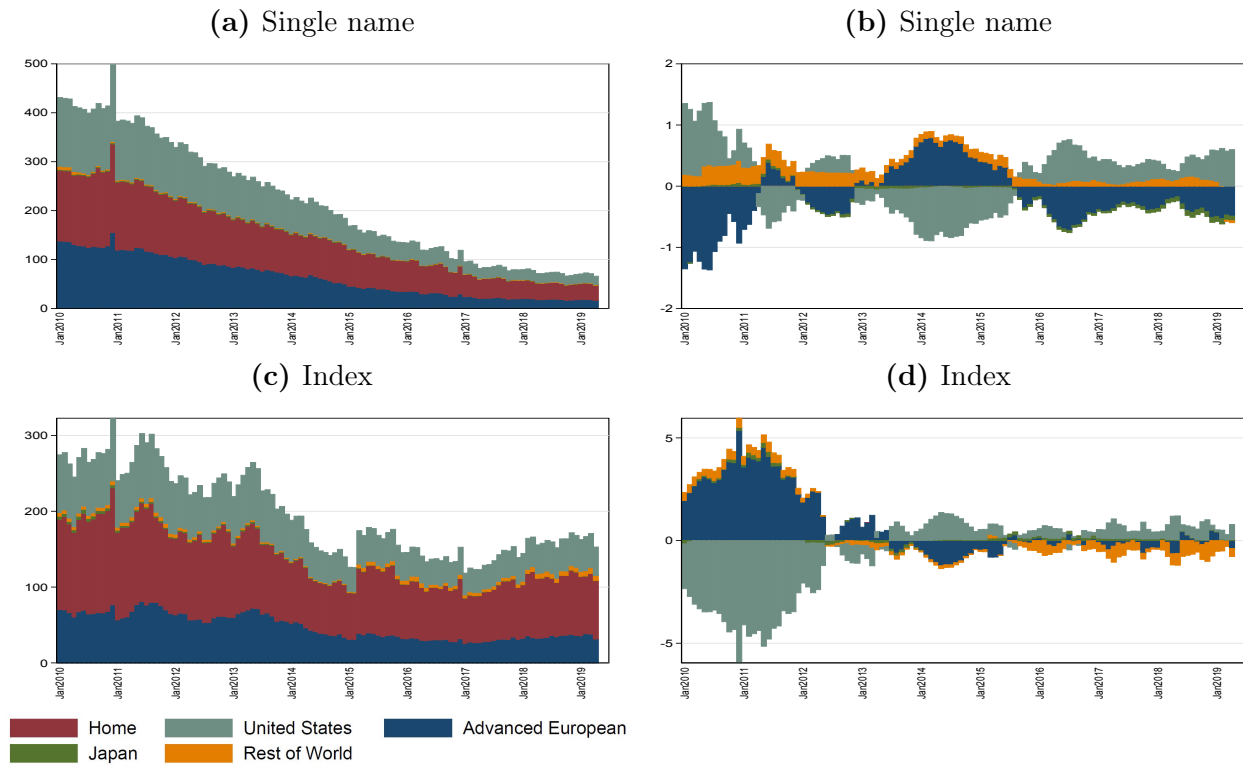 (a) Single name
(b) Single name
500
400
300
200
100
0
Jan2010
Jan2011
Jan2012
Jan2013
Jan2014
Jan2015
Jan2016
Jan2017
Jan2018
Jan2019
2
1
0
-1
-2
Jan2010
Jan2011
Jan2012
Jan2013
Jan2014
Jan2015
Jan2016
Jan2017
Jan2018
Jan2019
(c) Index
(d) Index
300
200
100
0
Jan2010
Jan2011
Jan2012
Jan2013
Jan2014
Jan2015
Jan2016
Jan2017
Jan2018
Jan2019
5
0
-5
Jan2010
Jan2011
Jan2012
Jan2013
Jan2014
Jan2015
Jan2016
Jan2017
Jan2018
Jan2019
Home
United States
Advanced European
Japan
Rest of World